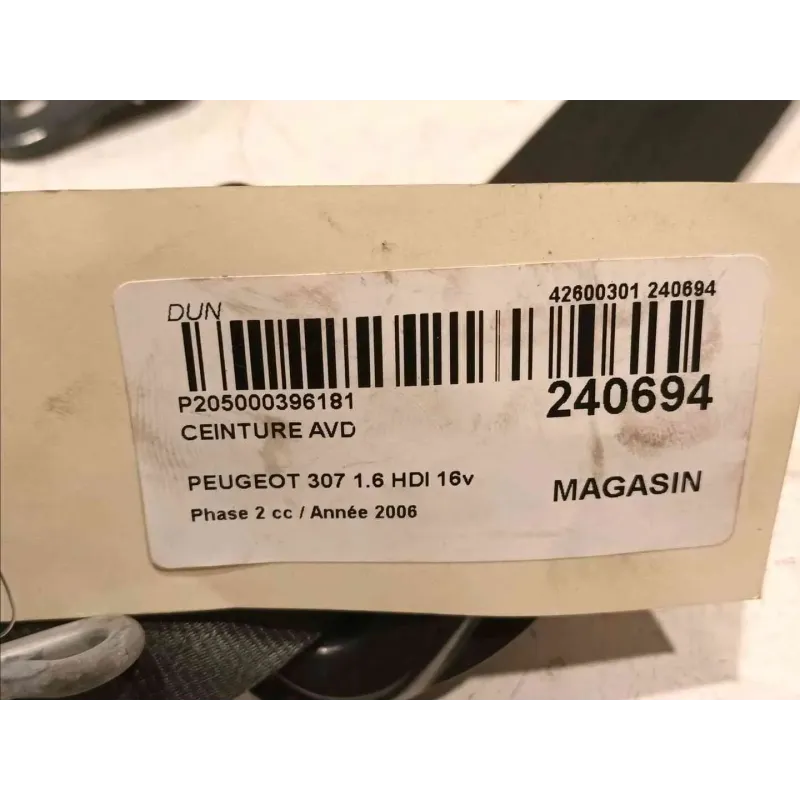 DUN
42600301 240694
P205000396181
240694
CEINTURE AVD
PEUGEOT 307 1.6 HDI 16v
MAGASIN
Phase 2 cc / Année 2006